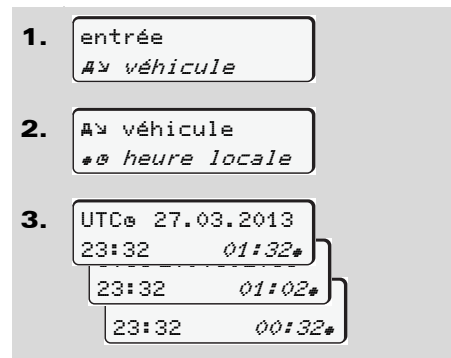 1.
entrée
véhicule
2.
véhicule
heure locale
3.
UTC 27.03.2013
23:32 01:32
23:32 01:02
23:32 00:32